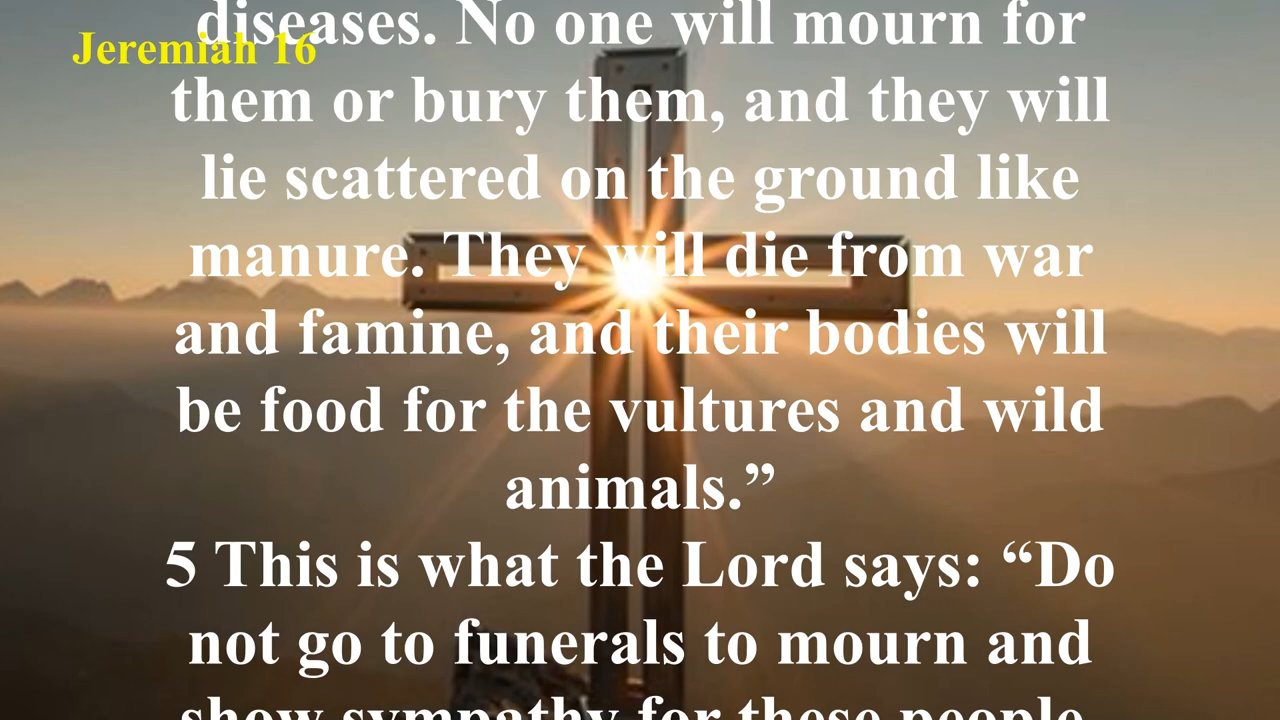 Jeremiah 16
diseases. No one will mourn for
them or bury them, and they will
lie scattered on the ground like
manure. They will die from war
and famine, and their bodies will
be food for the vultures and wild
animals.”
5 This is what the Lord says: “Do
not go to funerals to mourn and
show sympathy for these people,